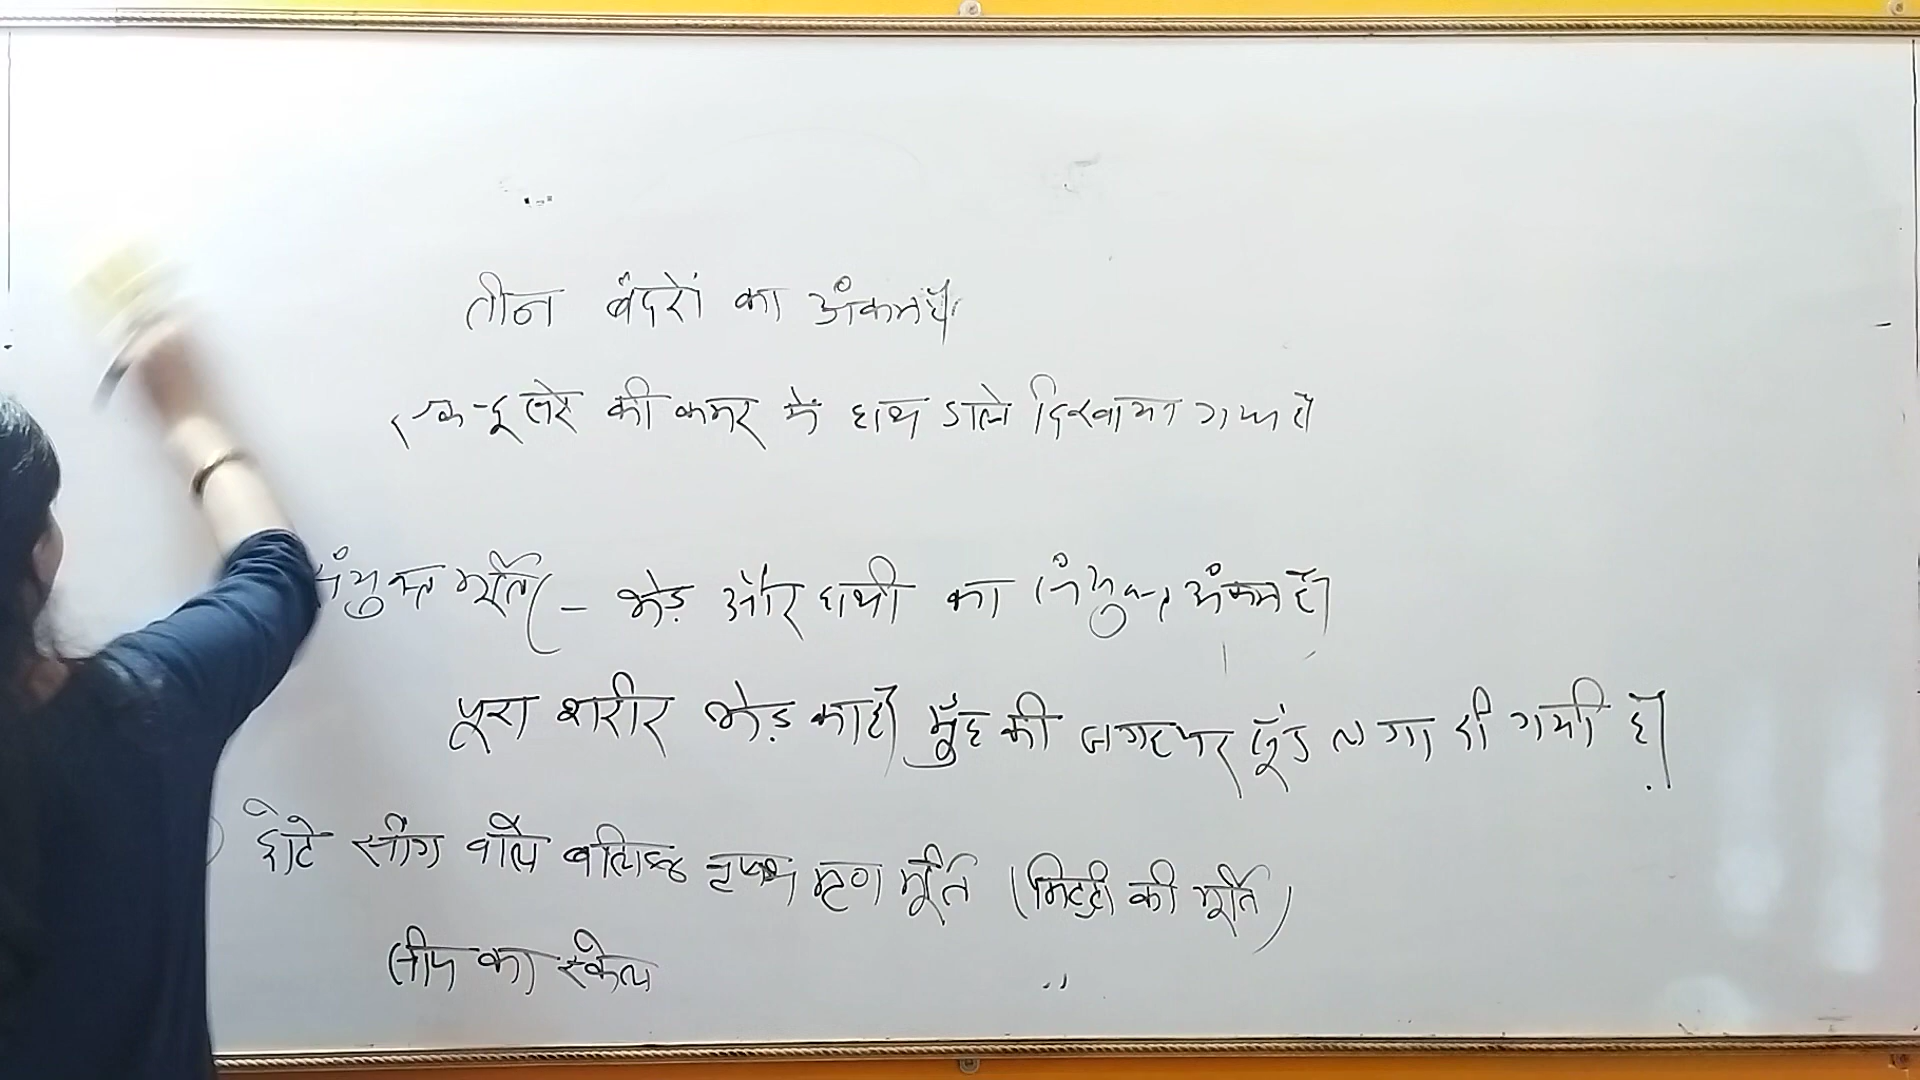 तीन बंदरों का अंकन है।
एक-दूसरे की कमर में हाथ डाले दिखाया गया है
संयुक्त मूर्ति - भेड़ और हाथी का संयुक्त अंकन है।
पूरा शरीर भेड़ का है। मुँह की जगह पर सूँड लगा दी गयी है।
छोटे सींग वाले बलिष्ठ वृषभ मृण मूर्ति (मिट्टी की मूर्ति)
सीप का स्केल